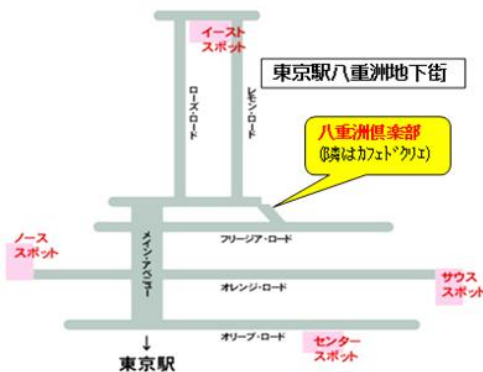 イースト
スポット
東京駅八重洲地下街
ローズ・ロード
レモン・ロード
八重洲倶楽部
(隣はカフェドクリエ)
ノース
スポット
メイン・アベニュー
フリージア・ロード
オレンジ・ロード
サウス
スポット
オリーブ・ロード
センター
スポット
↓
東京駅